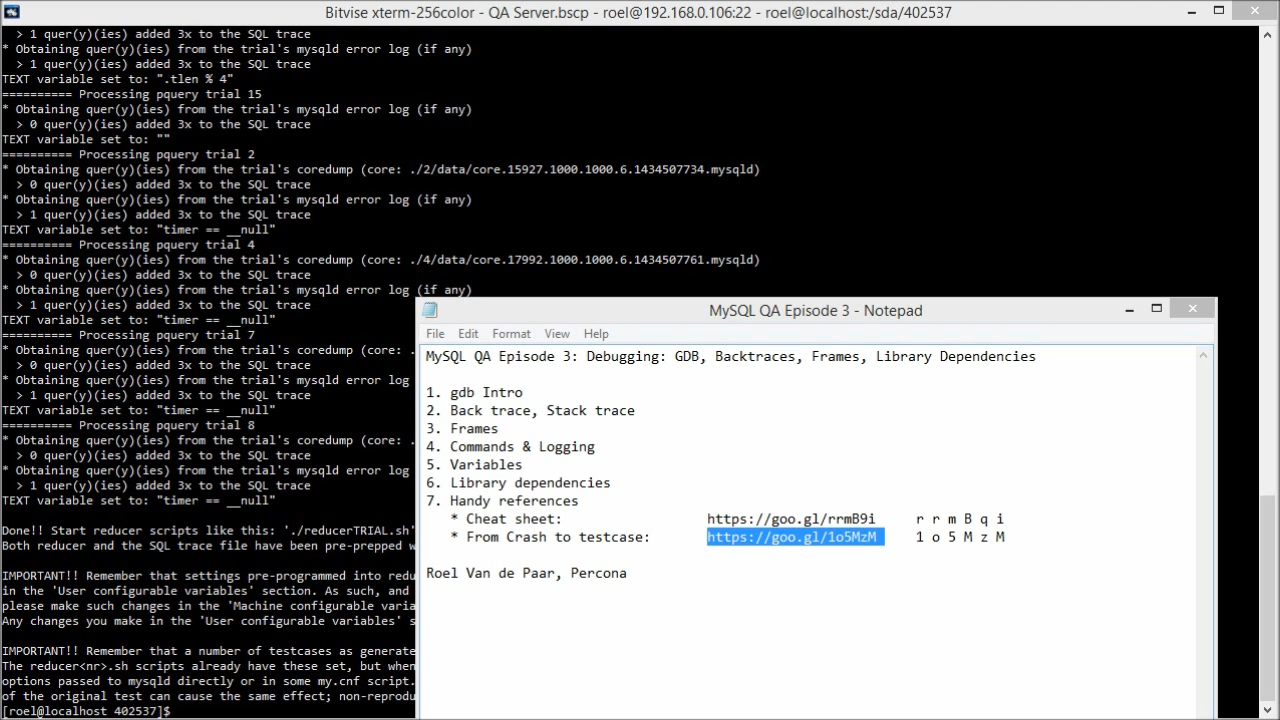 Bitvise xterm-256color - QA Server.bscp - roel@192.168.0.106:22 - roel@localhost:/sda/402537
> 1 quer(y)(ies) added 3x to the SQL trace
* Obtaining quer(y)(ies) from the trial's mysqld error log (if any)
> 1 quer(y)(ies) added 3x to the SQL trace
TEXT variable set to: ".tlen % 4"
========== Processing pquery trial 15
* Obtaining quer(y)(ies) from the trial's mysqld error log (if any)
> 0 quer(y)(ies) added 3x to the SQL trace
TEXT variable set to: ""
========== Processing pquery trial 2
* Obtaining quer(y)(ies) from the trial's coredump (core: ./2/data/core.15927.1000.1000.6.1434507734.mysqld)
> 0 quer(y)(ies) added 3x to the SQL trace
* Obtaining quer(y)(ies) from the trial's mysqld error log (if any)
> 1 quer(y)(ies) added 3x to the SQL trace
TEXT variable set to: "timer == __null"
========== Processing pquery trial 4
* Obtaining quer(y)(ies) from the trial's coredump (core: ./4/data/core.17992.1000.1000.6.1434507761.mysqld)
> 0 quer(y)(ies) added 3x to the SQL trace
* Obtaining quer(y)(ies) from the trial's mysqld error log (if any)
> 1 quer(y)(ies) added 3x to the SQL trace
TEXT variable set to: "timer == __null"
========== Processing pquery trial 7
* Obtaining quer(y)(ies) from the trial's coredump (core: .
> 0 quer(y)(ies) added 3x to the SQL trace
* Obtaining quer(y)(ies) from the trial's mysqld error log
> 1 quer(y)(ies) added 3x to the SQL trace
TEXT variable set to: "timer == __null"
========== Processing pquery trial 8
* Obtaining quer(y)(ies) from the trial's coredump (core: .
> 0 quer(y)(ies) added 3x to the SQL trace
* Obtaining quer(y)(ies) from the trial's mysqld error log
> 1 quer(y)(ies) added 3x to the SQL trace
TEXT variable set to: "timer == __null"
Done!! Start reducer scripts like this: './reducerTRIAL.sh'
Both reducer and the SQL trace file have been pre-prepped w
IMPORTANT!! Remember that settings pre-programmed into redu
in the 'User configurable variables' section. As such, and
please make such changes in the 'Machine configurable varia
Any changes you make in the 'User configurable variables' s
IMPORTANT!! Remember that a number of testcases as generate
The reducer<nr>.sh scripts already have these set, but when
options passed to mysqld directly or in some my.cnf script.
of the original test can cause the same effect; non-reprodu
[roel@localhost 402537]$
MySQL QA Episode 3 - Notepad
File Edit Format View Help
MySQL QA Episode 3: Debugging: GDB, Backtraces, Frames, Library Dependencies
1. gdb Intro
2. Back trace, Stack trace
3. Frames
4. Commands & Logging
5. Variables
6. Library dependencies
7. Handy references
* Cheat sheet: https://goo.gl/rrmB9i r r m B q i
* From Crash to testcase: https://goo.gl/1o5MzM 1 o 5 M z M
Roel Van de Paar, Percona